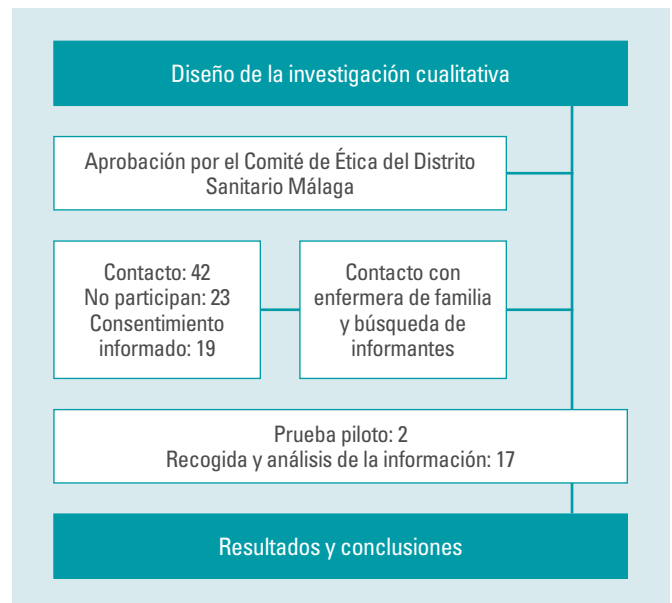 Diseño de la investigación cualitativa
Aprobación por el Comité de Ética del Distrito
Sanitario Málaga
Contacto: 42
No participan: 23
Consentimiento
informado: 19
Contacto con
enfermera de familia
y búsqueda de
informantes
Prueba piloto: 2
Recogida y análisis de la información: 17
Resultados y conclusiones